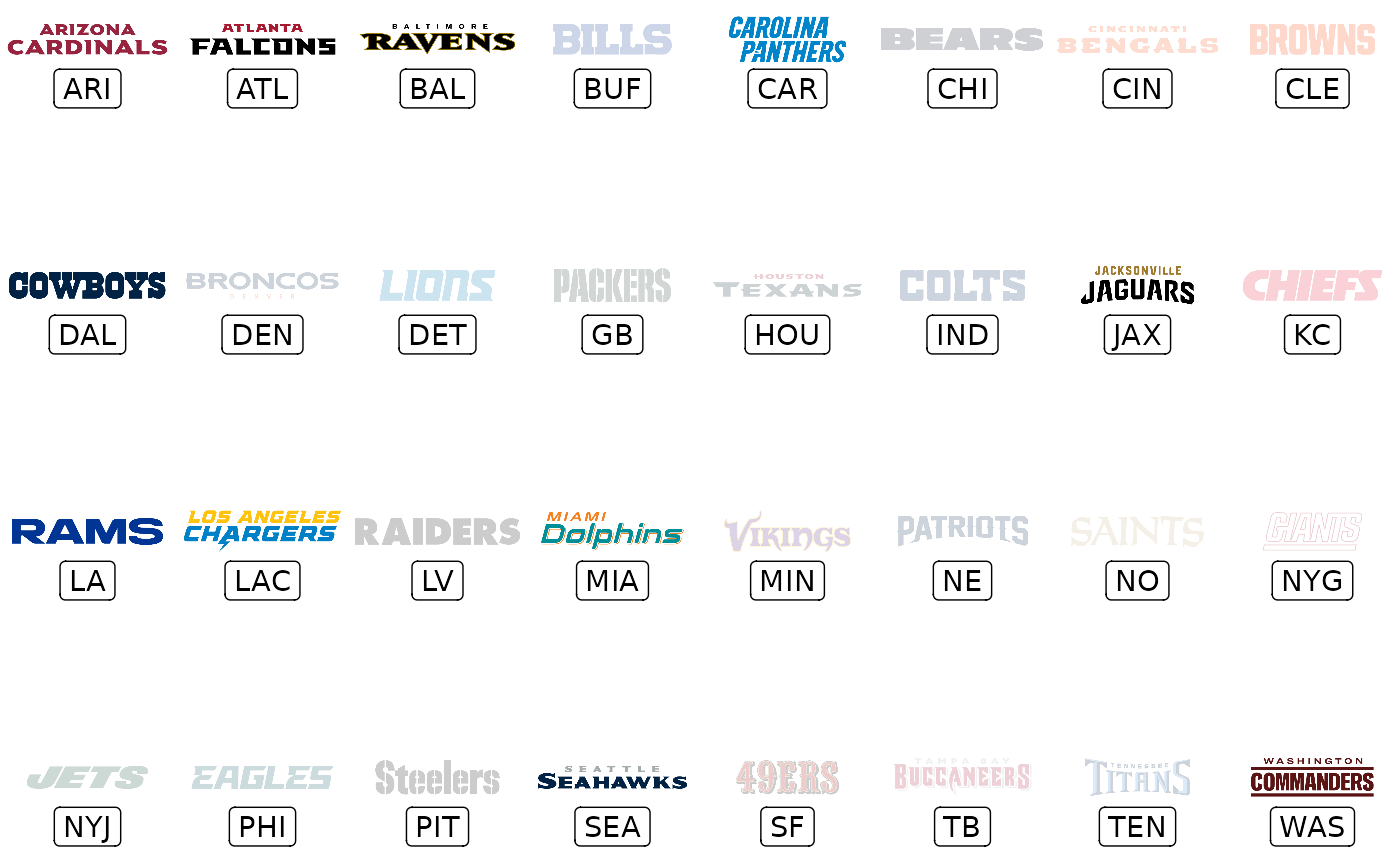 ARIZONA CARDINALS
ATLANTA FALCONS
BALTIMORE RAVENS
BILLS
CAROLINA PANTHERS
BEARS
CINCINNATI BENGALS
BROWNS
ARI ATL BAL BUF CAR CHI CIN CLE
COWBOYS
BRONCOS DENVER
LIONS
PACKERS
HOUSTON TEXANS
COLTS
JACKSONVILLE JAGUARS
CHIEFS
DAL DEN DET GB HOU IND JAX KC
RAMS
LOS ANGELES CHARGERS
RAIDERS
MIAMI Dolphins
VIKINGS
PATRIOTS
SAINTS
GIANTS
LA LAC LV MIA MIN NE NO NYG
JETS
EAGLES
Steelers
SEATTLE SEAHAWKS
49ERS
TAMPA BAY BUCCANEERS
TENNESSEE TITANS
WASHINGTON COMMANDERS
NYJ PHI PIT SEA SF TB TEN WAS